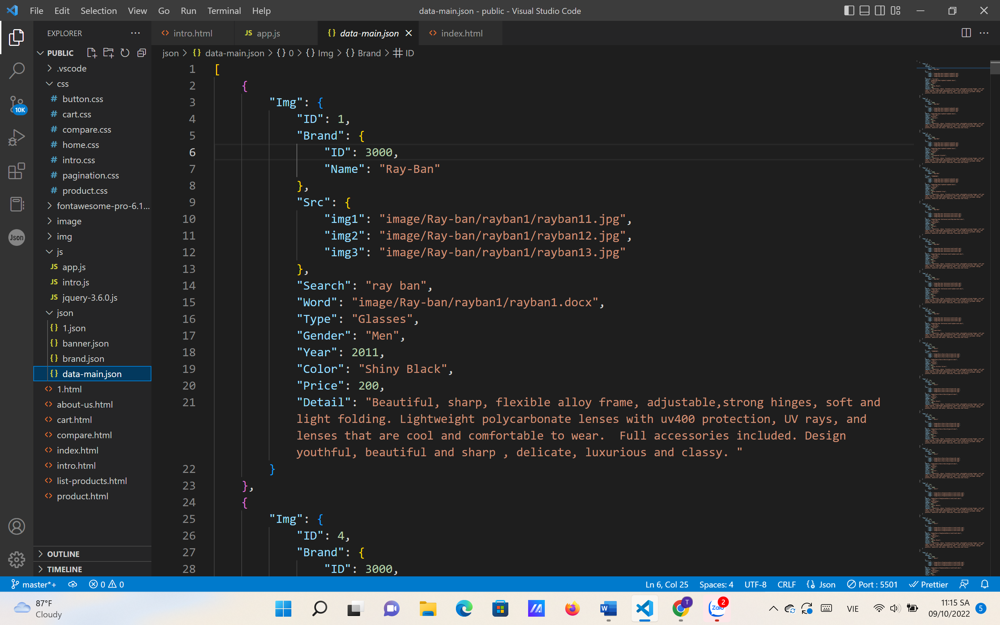 File Edit Selection View Go Run Terminal Help
data-main.json - public - Visual Studio Code
EXPLORER
intro.html
JS app.js
{} data-main.json
index.html
PUBLIC
json > {} data-main.json > {} 0 > {} Img > {} Brand > # ID
.vscode
css
# button.css
# cart.css
# compare.css
# home.css
# intro.css
# pagination.css
# product.css
fontawesome-pro-6.1...
image
img
js
JS app.js
JS intro.js
JS jquery-3.6.0.js
json
{} 1.json
{} banner.json
{} brand.json
{} data-main.json
1.html
about-us.html
cart.html
compare.html
index.html
intro.html
list-products.html
product.html
OUTLINE
TIMELINE
10K
Json
1 [
2 {
3 "Img": {
4 "ID": 1,
5 "Brand": {
6 "ID": 3000,
7 "Name": "Ray-Ban"
8 },
9 "Src": {
10 "img1": "image/Ray-ban/rayban1/rayban11.jpg",
11 "img2": "image/Ray-ban/rayban1/rayban12.jpg",
12 "img3": "image/Ray-ban/rayban1/rayban13.jpg"
13 },
14 "Search": "ray ban",
15 "Word": "image/Ray-ban/rayban1/rayban1.docx",
16 "Type": "Glasses",
17 "Gender": "Men",
18 "Year": 2011,
19 "Color": "Shiny Black",
20 "Price": 200,
21 "Detail": "Beautiful, sharp, flexible alloy frame, adjustable,strong hinges, soft and
light folding. Lightweight polycarbonate lenses with uv400 protection, UV rays, and
lenses that are cool and comfortable to wear.  Full accessories included. Design
youthful, beautiful and sharp , delicate, luxurious and classy. "
22 }
23 },
24 {
25 "Img": {
26 "ID": 4,
27 "Brand": {
28 "ID": 3000,
master*+ 0 0
Ln 6, Col 25 Spaces: 4 UTF-8 CRLF Json Port : 5501 Prettier
87°F
Cloudy
W
T
Zalo
2
VIE
11:15 SA
09/10/2022
5